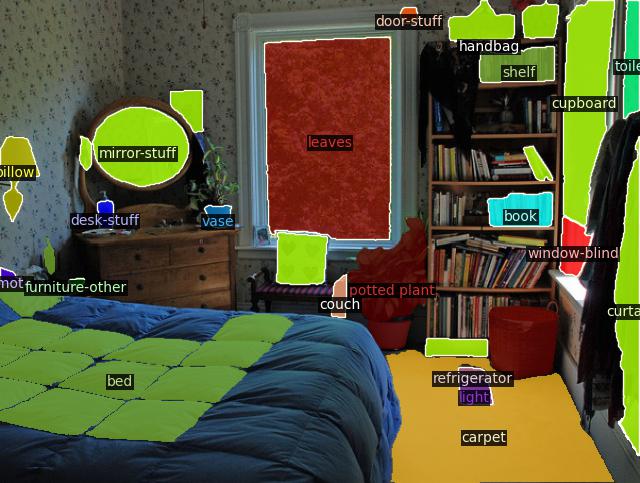 door-stuff
handbag
shelf
toile
cupboard
leaves
mirror-stuff
pillow
book
desk-stuff
vase
window-blind
mot
furniture-other
potted plant
couch
curta
bed
refrigerator
light
carpet